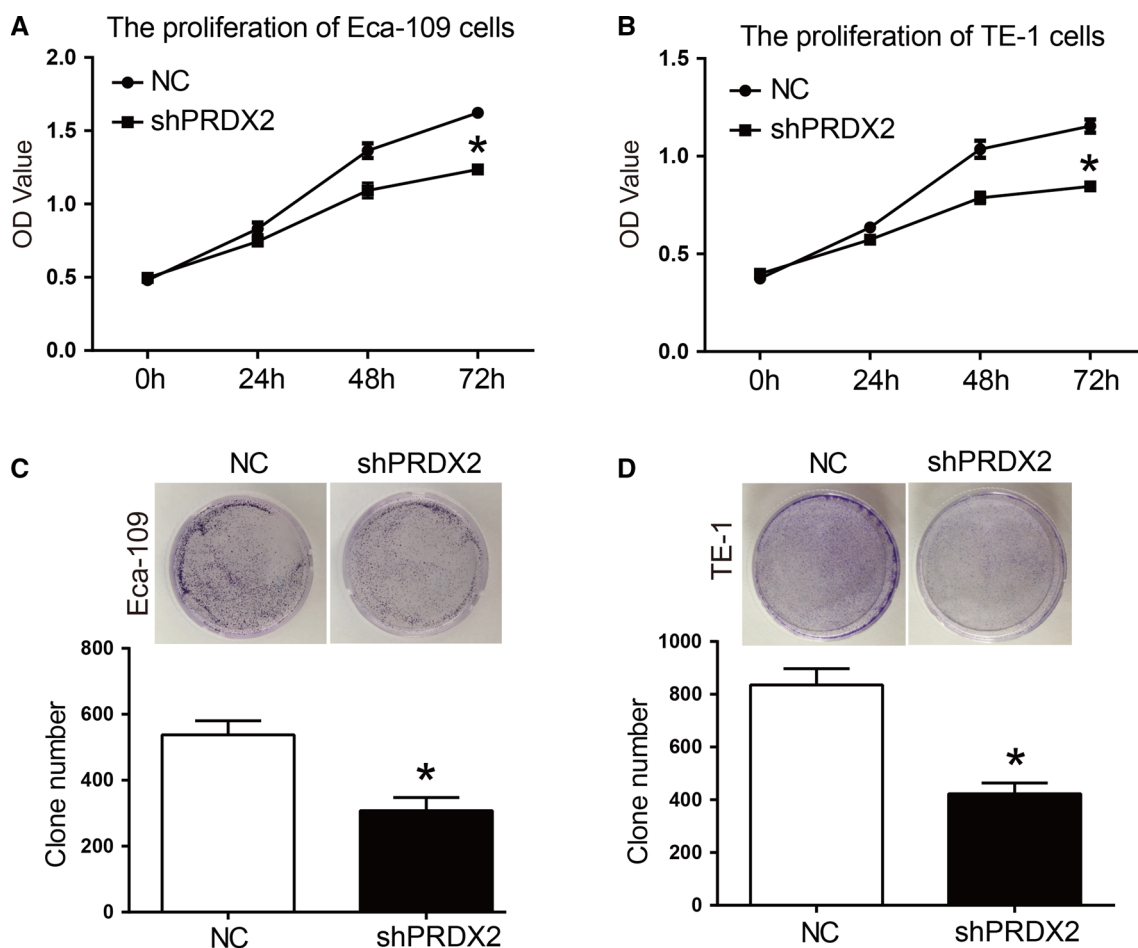 A
The proliferation of Eca-109 cells
2.0
1.5
1.0
0.5
0.0
OD Value
NC
shPRDX2
*
0h 24h 48h 72h
B
The proliferation of TE-1 cells
1.5
1.0
0.5
0.0
OD Value
NC
shPRDX2
*
0h 24h 48h 72h
C
NC shPRDX2
Eca-109
800
600
400
200
0
Clone number
*
NC shPRDX2
D
NC shPRDX2
TE-1
1000
800
600
400
200
0
Clone number
*
NC shPRDX2